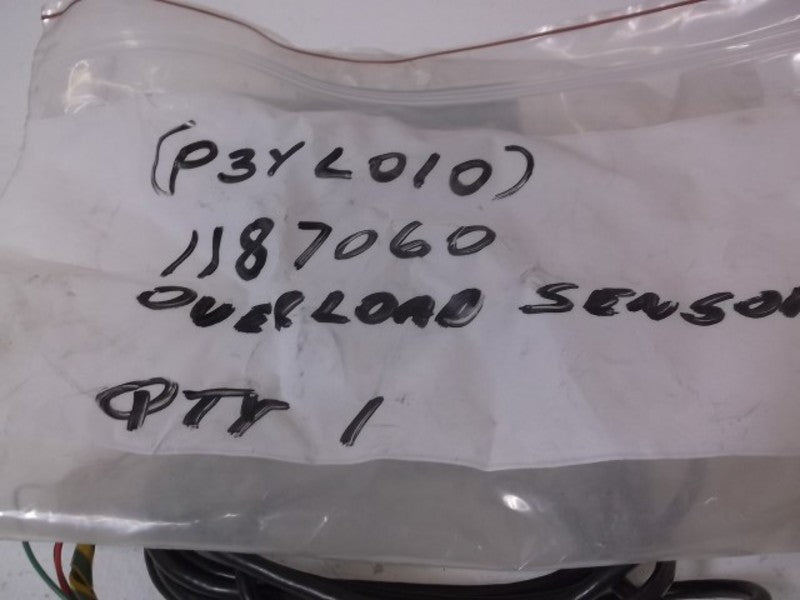 (P3YL010)
1187060
OVERLOAD SENSOR
QTY 1